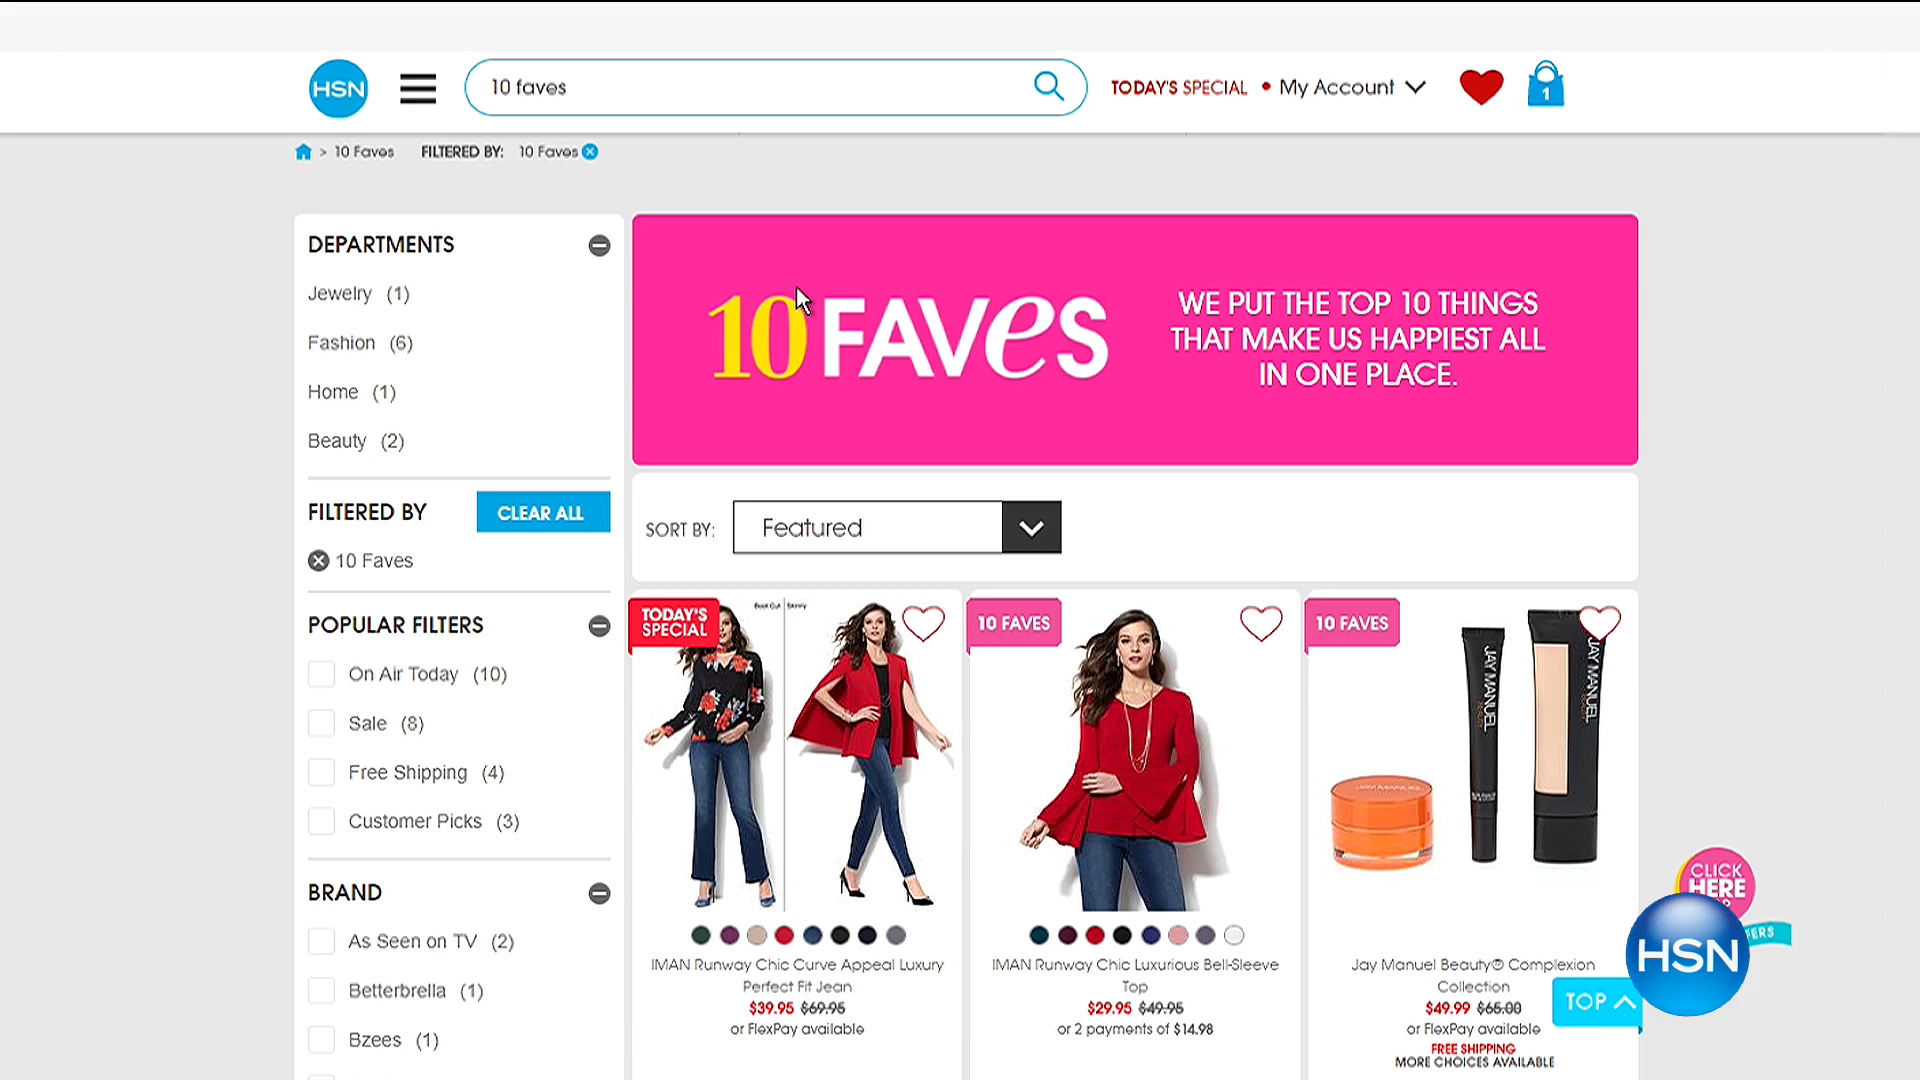 HSN
10 faves
TODAY'S SPECIAL • My Account
1
> 10 Faves FILTERED BY: 10 Faves
DEPARTMENTS
Jewelry (1)
Fashion (6)
Home (1)
Beauty (2)
FILTERED BY CLEAR ALL
10 Faves
POPULAR FILTERS
On Air Today (10)
Sale (8)
Free Shipping (4)
Customer Picks (3)
BRAND
As Seen on TV (2)
Betterbrella (1)
Bzees (1)
10 FAVeS
WE PUT THE TOP 10 THINGS
THAT MAKE US HAPPIEST ALL
IN ONE PLACE.
SORT BY: Featured
TODAY'S
SPECIAL
Boot Cut | Skinny
IMAN Runway Chic Curve Appeal Luxury
Perfect Fit Jean
$39.95 $69.95
or FlexPay available
10 FAVES
IMAN Runway Chic Luxurious Bell-Sleeve
Top
$29.95 $49.95
or 2 payments of $14.98
10 FAVES
JAY MANUEL
JAY MANUEL
JAY MANUEL
Jay Manuel Beauty® Complexion
Collection
$49.99 $65.00
or FlexPay available
FREE SHIPPING
MORE CHOICES AVAILABLE
CLICK
HERE
HSN
TOP